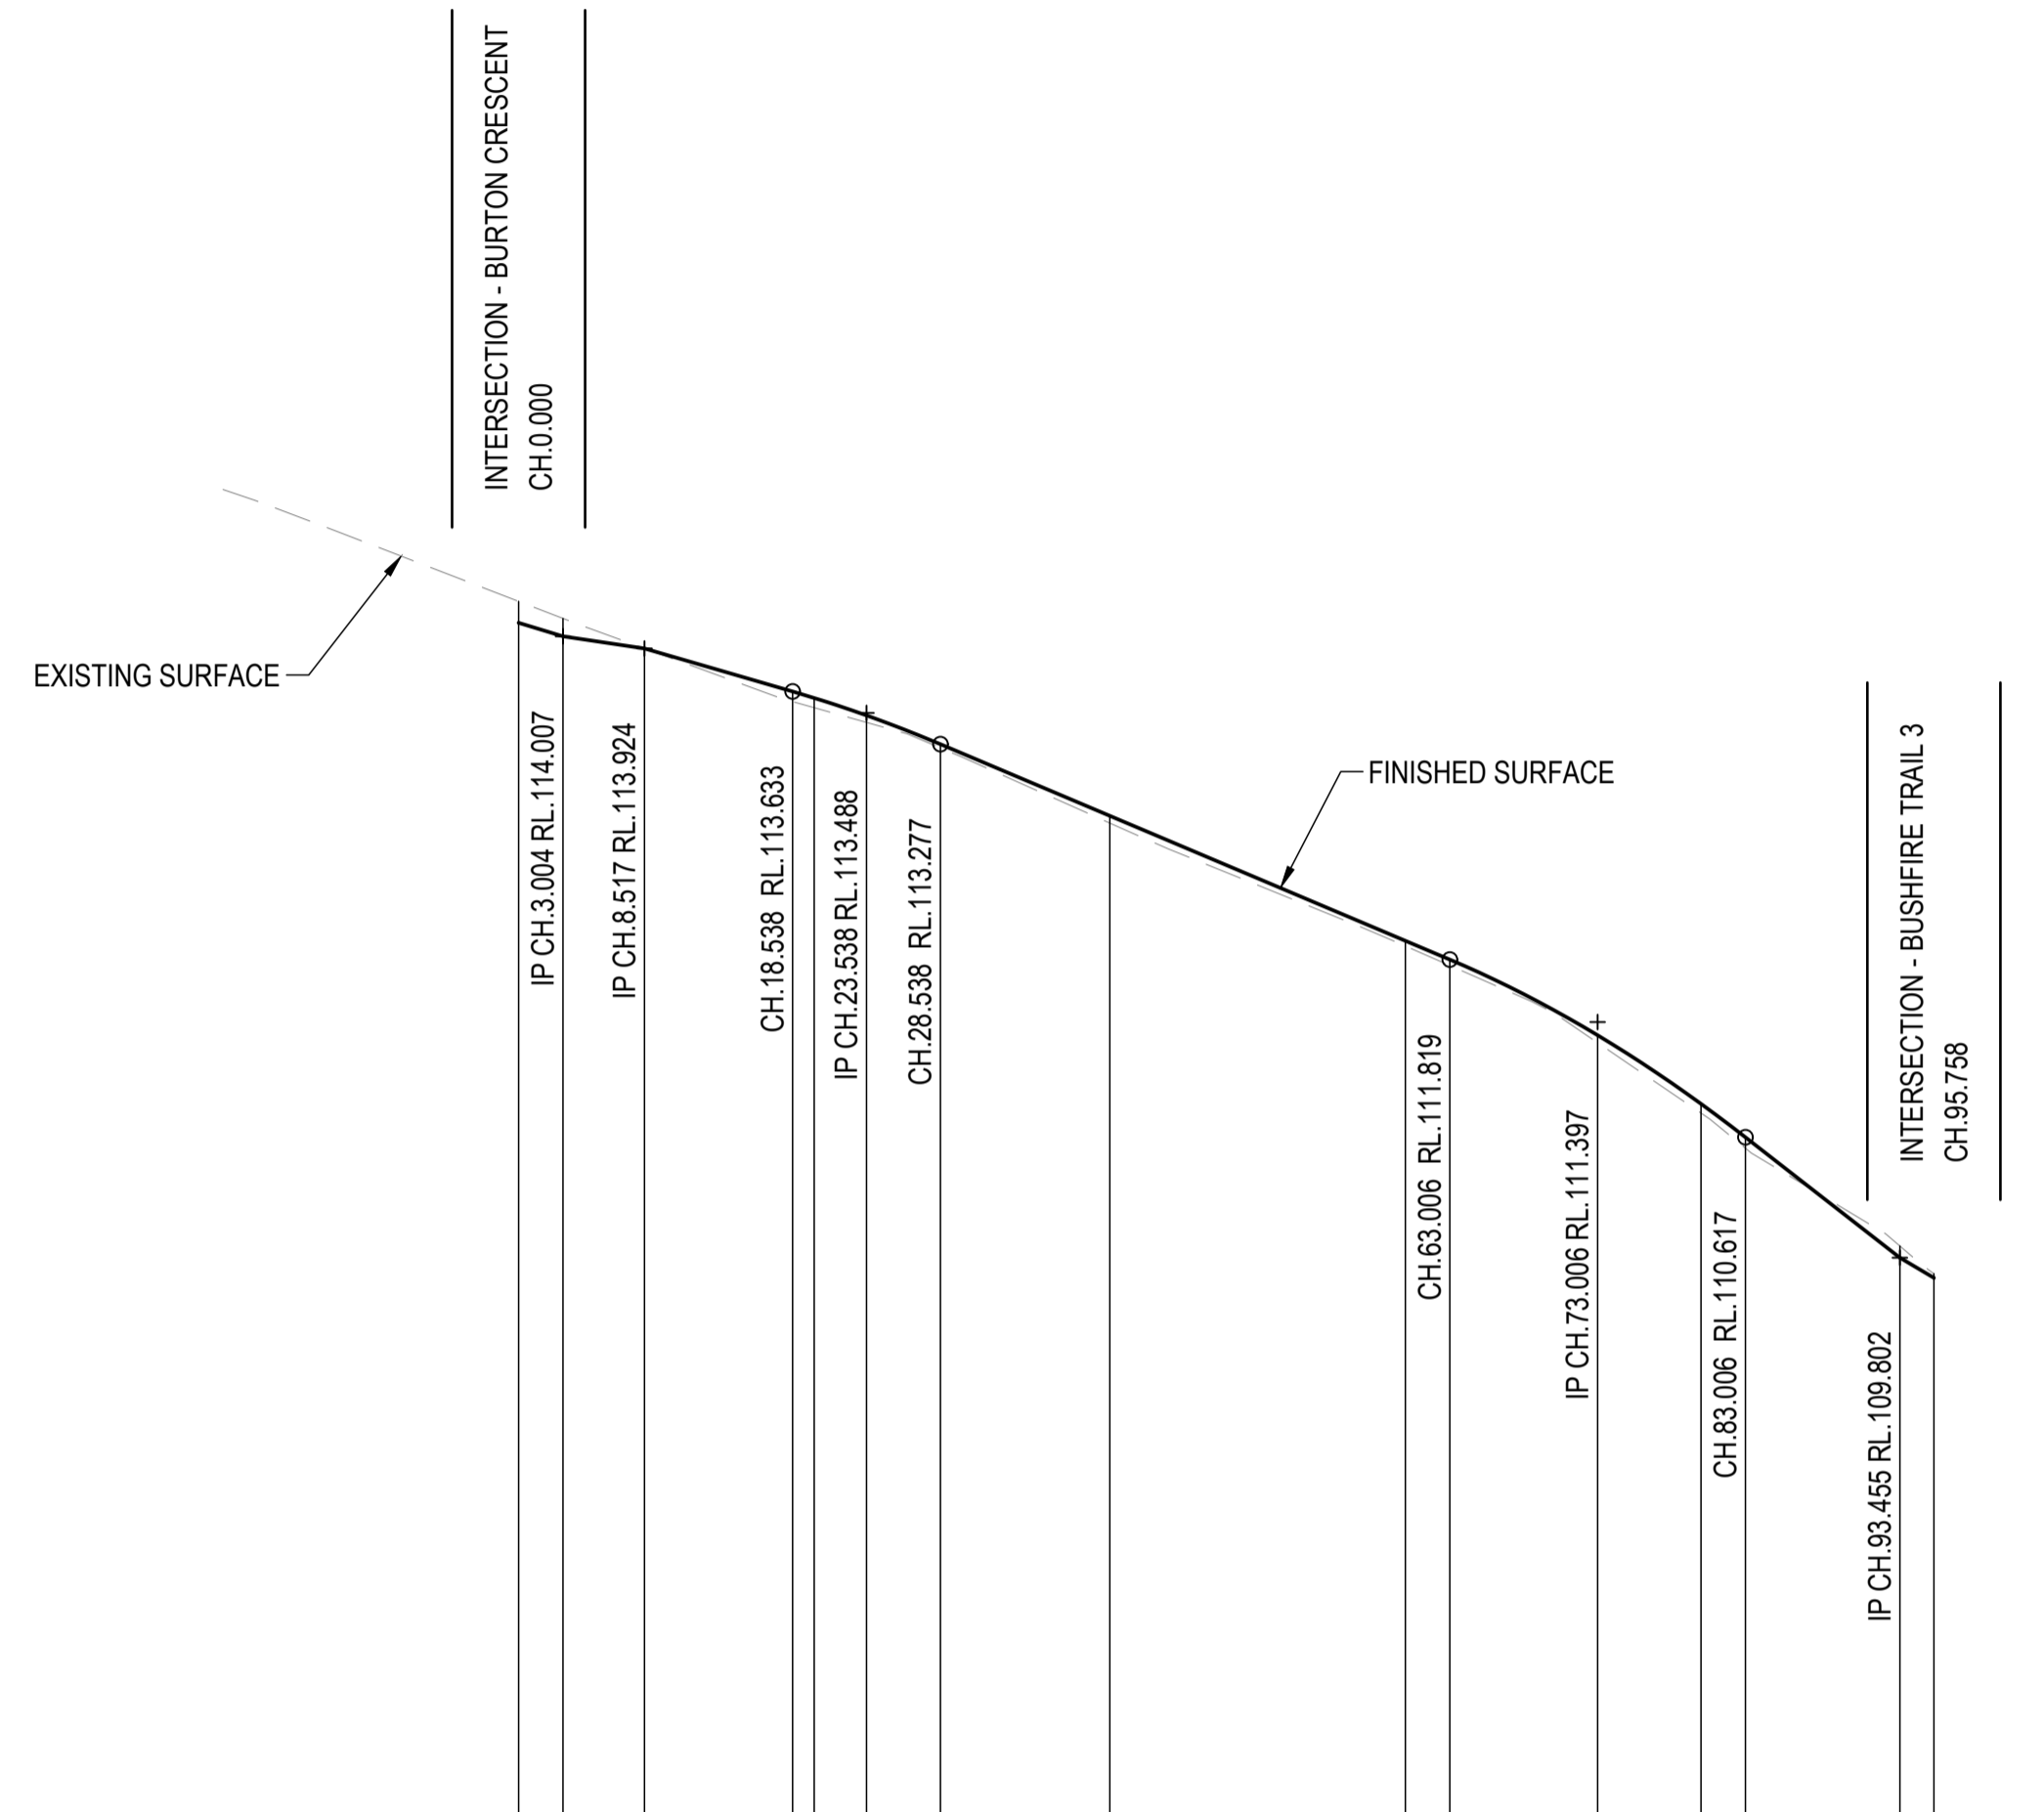 INTERSECTION - BURTON CRESCENT
CH.0.000
EXISTING SURFACE
IP CH.3.004 RL.114.007
IP CH.8.517 RL.113.924
CH.18.538 RL.113.633
IP CH.23.538 RL.113.488
CH.28.538 RL.113.277
FINISHED SURFACE
CH.63.006 RL.111.819
IP CH.73.006 RL.111.397
CH.83.006 RL.110.617
IP CH.93.455 RL.109.802
INTERSECTION - BUSHFIRE TRAIL 3
CH.95.758